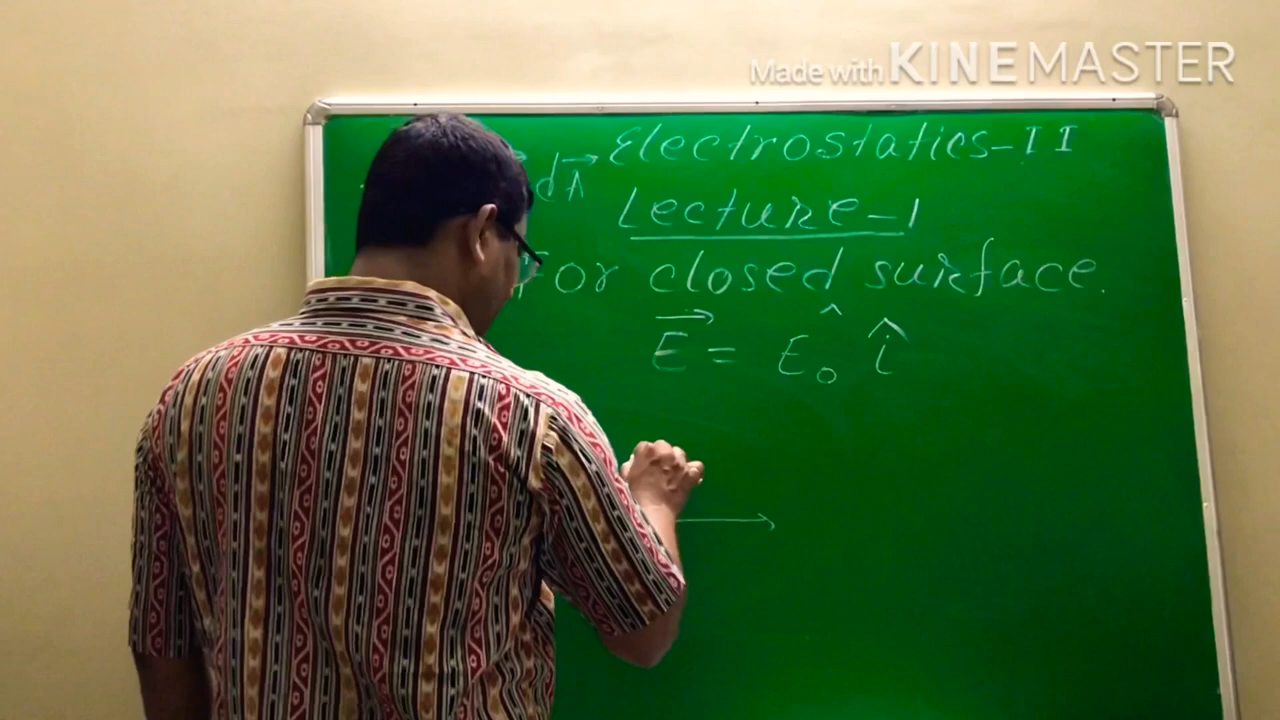 Made with KINEMASTER
Electrostatics-II
dA
Lecture-1
For closed surface.
E = E₀ î